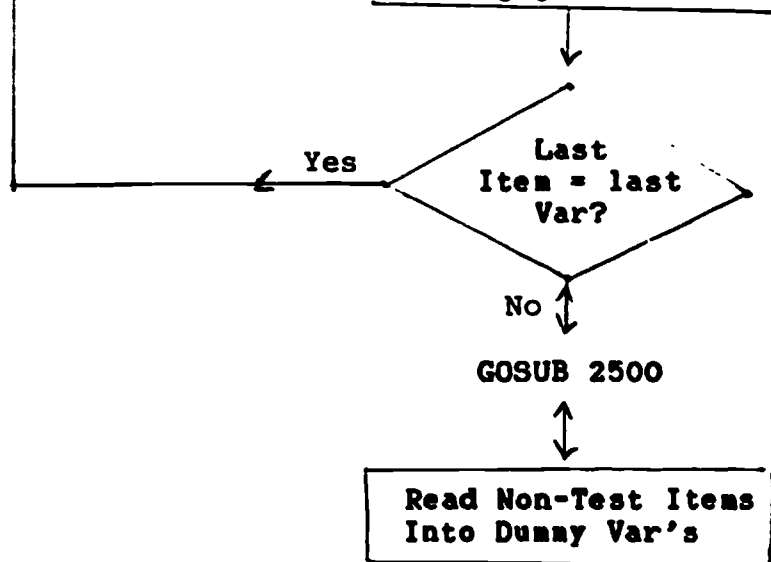 Yes
Last
Item = last
Var?
No
GOSUB 2500
Read Non-Test Items
Into Dummy Var's